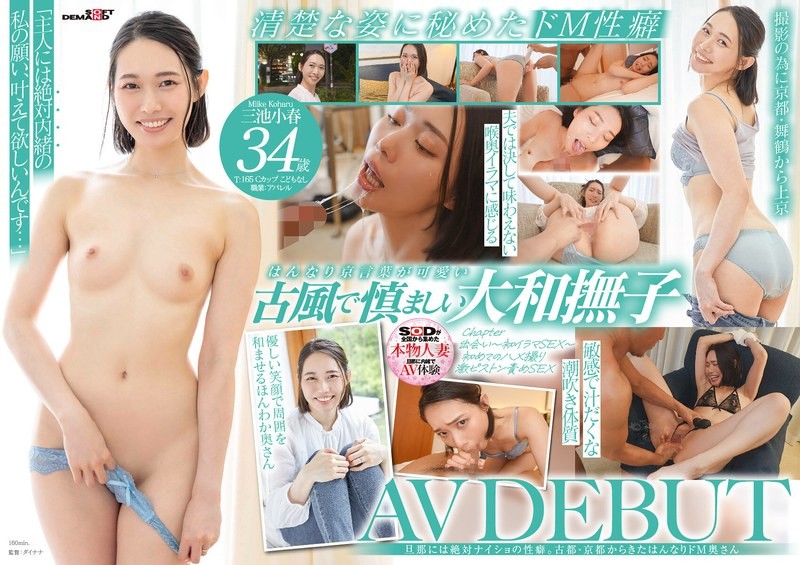 SOFT
DEMAND
「主人には絶対内緒の
私の願い、叶えて欲しいんです…」
清楚な姿に秘めたドM性癖
撮影の為に京都・舞鶴から上京
Miike Koharu
三池小春
34歳
T:165 Cカップ こどもなし
職業:アパレル
夫では決して味わえない
喉奥イラマに感じる
はんなり京言葉が可愛い
古風で慎ましい大和撫子
SODが
全国から集めた
本物人妻
旦那に内緒で
AV体験
Chapter
出会い〜初イラマSEX〜
初めてのハメ撮り
激ピストン責めSEX
優しい笑顔で周囲を
和ませるほんわか奥さん
敏感で汁だくな
潮吹き体質
AV DEBUT
旦那には絶対ナイショの性癖。古都・京都からきたはんなりドM奥さん
180min.
監督:ダイナナ